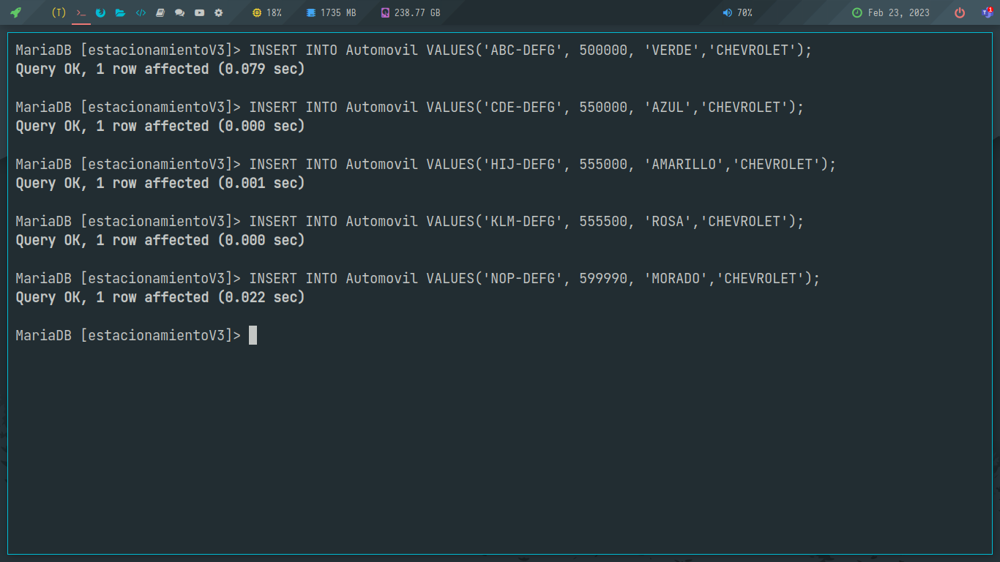 (T) >_ </> 18% 1735 MB 238.77 GB 70% Feb 23, 2023 T 1
MariaDB [estacionamientoV3]> INSERT INTO Automovil VALUES('ABC-DEFG', 500000, 'VERDE','CHEVROLET');
Query OK, 1 row affected (0.079 sec)
MariaDB [estacionamientoV3]> INSERT INTO Automovil VALUES('CDE-DEFG', 550000, 'AZUL','CHEVROLET');
Query OK, 1 row affected (0.000 sec)
MariaDB [estacionamientoV3]> INSERT INTO Automovil VALUES('HIJ-DEFG', 555000, 'AMARILLO','CHEVROLET');
Query OK, 1 row affected (0.001 sec)
MariaDB [estacionamientoV3]> INSERT INTO Automovil VALUES('KLM-DEFG', 555500, 'ROSA','CHEVROLET');
Query OK, 1 row affected (0.000 sec)
MariaDB [estacionamientoV3]> INSERT INTO Automovil VALUES('NOP-DEFG', 599990, 'MORADO','CHEVROLET');
Query OK, 1 row affected (0.022 sec)
MariaDB [estacionamientoV3]>